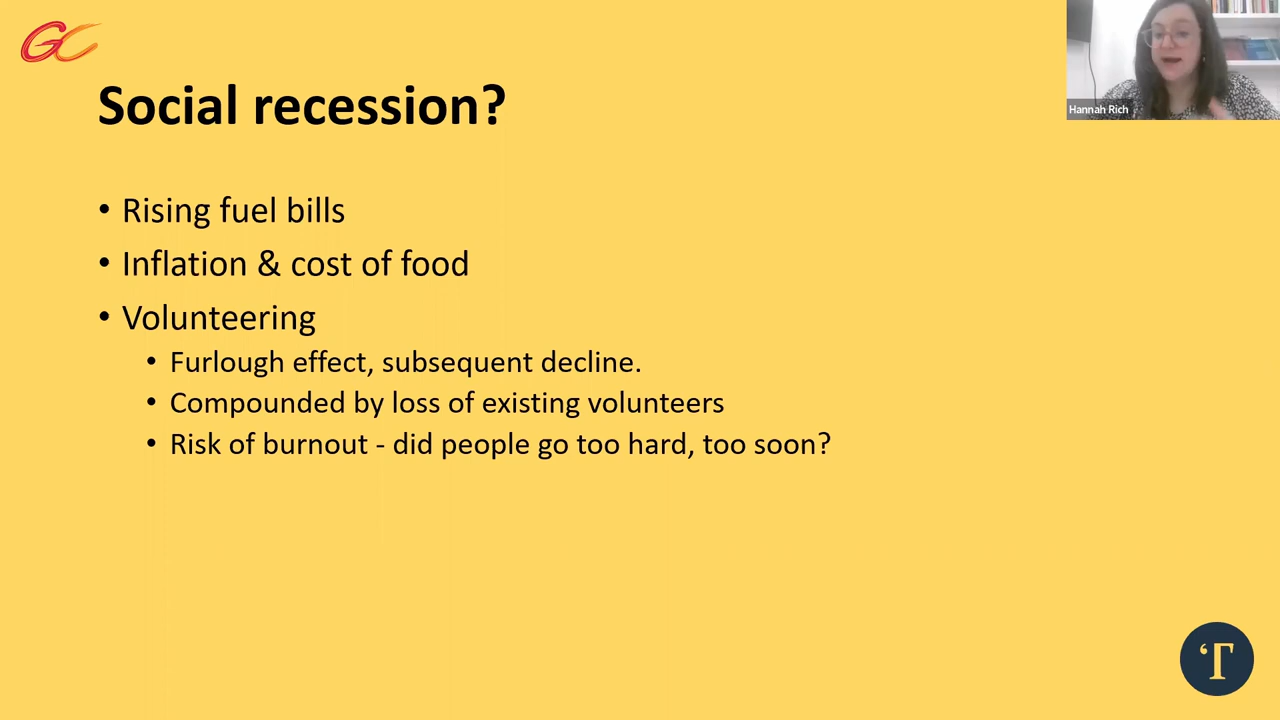 GC
Hannah Rich
Social recession?
• Rising fuel bills
• Inflation & cost of food
• Volunteering
• Furlough effect, subsequent decline.
• Compounded by loss of existing volunteers
• Risk of burnout - did people go too hard, too soon?
‘T